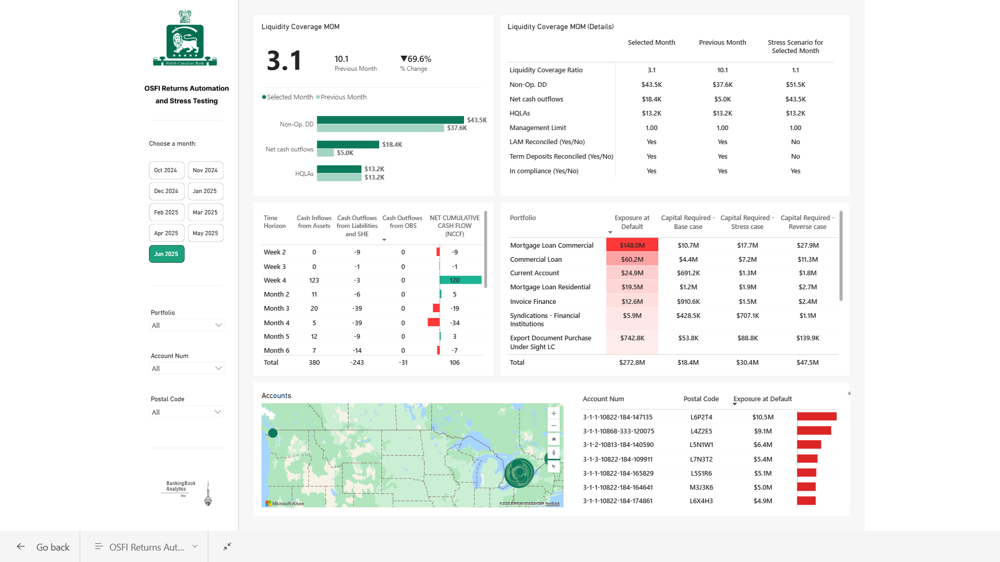 Habib Canadian Bank
OSFI Returns Automation
and Stress Testing
Choose a month:
Oct 2024
Nov 2024
Dec 2024
Jan 2025
Feb 2025
Mar 2025
Apr 2025
May 2025
Jun 2025
Portfolio
All
Account Num
All
Postal Code
All
BankingBook
Analytics
Liquidity Coverage MOM
3.1
10.1
Previous Month
▼69.6%
% Change
Selected Month Previous Month
Non-Op. DD $43.5K
$37.6K
Net cash outflows $18.4K
$5.0K
HQLAs $13.2K
$13.2K
Liquidity Coverage MOM (Details)
Selected Month Previous Month Stress Scenario for
Selected Month
Liquidity Coverage Ratio 3.1 10.1 1.1
Non-Op. DD $43.5K $37.6K $51.5K
Net cash outflows $18.4K $5.0K $43.5K
HQLAs $13.2K $13.2K $13.2K
Management Limit 1.00 1.00 1.00
LAM Reconciled (Yes/No) Yes Yes No
Term Deposits Reconciled (Yes/No) Yes Yes No
In compliance (Yes/No) Yes Yes Yes
Time Cash Inflows Cash Outflows Cash Outflows NET CUMULATIVE
Horizon from Assets from Liabilities from OBS CASH FLOW
and SHE (NCCF)
Week 2 0 -9 0 -9
Week 3 0 -1 0 -1
Week 4 123 -3 0 120
Month 2 11 -6 0 5
Month 3 20 -39 0 -19
Month 4 5 -39 0 -34
Month 5 12 -9 0 3
Month 6 7 -14 0 -7
Total 380 -243 -31 106
Portfolio Exposure at Capital Required - Capital Required - Capital Required -
Default Base case Stress case Reverse case
Mortgage Loan Commercial $148.0M $10.7M $17.7M $27.9M
Commercial Loan $60.2M $4.4M $7.2M $11.3M
Current Account $24.9M $691.2K $1.3M $1.8M
Mortgage Loan Residential $19.5M $1.2M $1.9M $2.7M
Invoice Finance $12.6M $910.6K $1.5M $2.4M
Syndications - Financial $5.9M $428.5K $707.1K $1.1M
Institutions
Export Document Purchase $742.8K $53.8K $88.8K $139.9K
Under Sight LC
Total $272.8M $18.4M $30.4M $47.5M
Accounts
Microsoft Azure
Feedback
Account Num Postal Code Exposure at Default
3-1-1-10822-184-147135 L6P2T4 $10.5M
3-1-1-10868-333-120075 L4Z2E5 $9.1M
3-1-2-10813-184-140590 L5N1W1 $6.4M
3-1-3-10822-184-109911 L7N3T2 $5.4M
3-1-1-10822-184-165829 L5S1R6 $5.1M
3-1-1-10822-184-164641 M3J3K6 $5.0M
3-1-1-10822-184-174861 L6X4H3 $4.9M
Go back
OSFI Returns Aut...